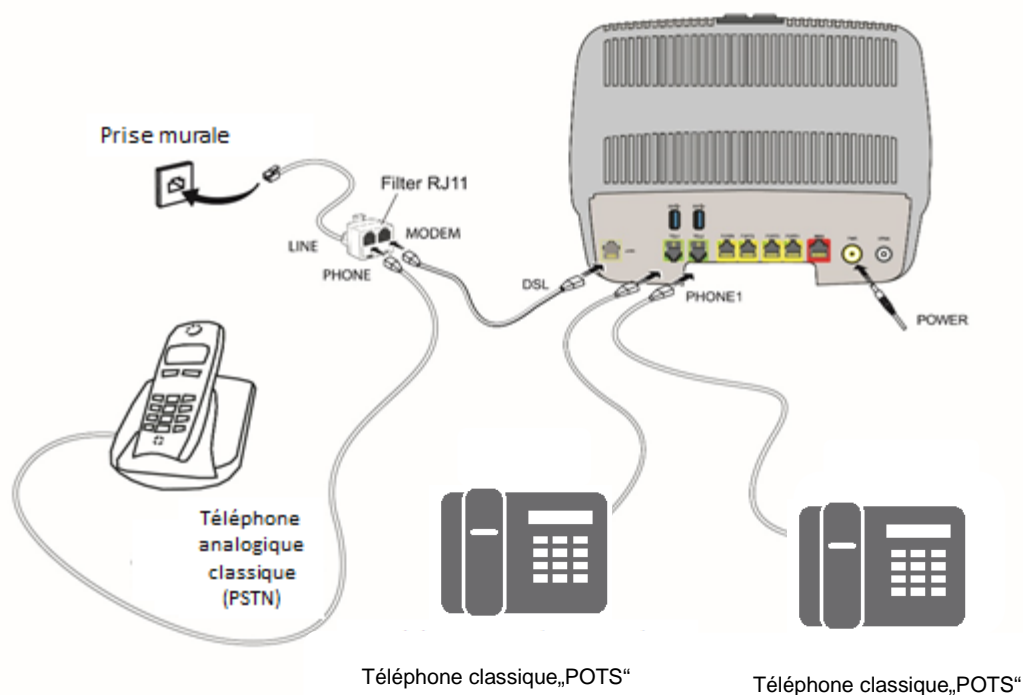 Prise murale
Filter RJ11
LINE
MODEM
PHONE
DSL
PHONE1
POWER
Téléphone
analogique
classique
(PSTN)
Téléphone classique„POTS“
Téléphone classique„POTS“